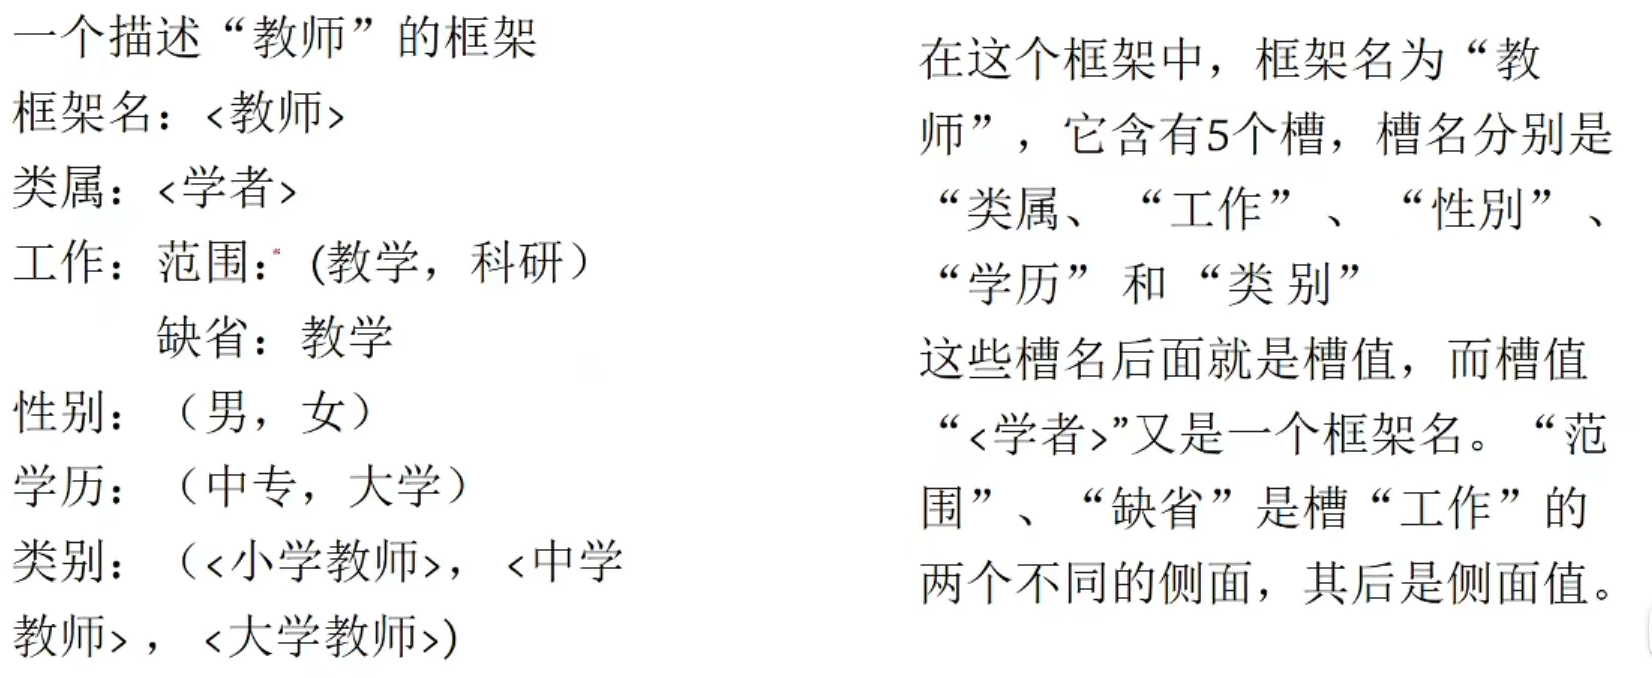 一个描述“教师”的框架
框架名：<教师>
类属：<学者>
工作：范围： (教学，科研）
缺省：教学
性别：（男，女）
学历：（中专，大学）
类别：（<小学教师>，<中学
教师>，<大学教师>)
在这个框架中，框架名为“教
师”，它含有5个槽，槽名分别是
“类属、“工作”、“性别”、
“学历” 和 “类 别”
这些槽名后面就是槽值，而槽值
“<学者>”又是一个框架名。“范
围”、“缺省”是槽“工作”的
两个不同的侧面，其后是侧面值。